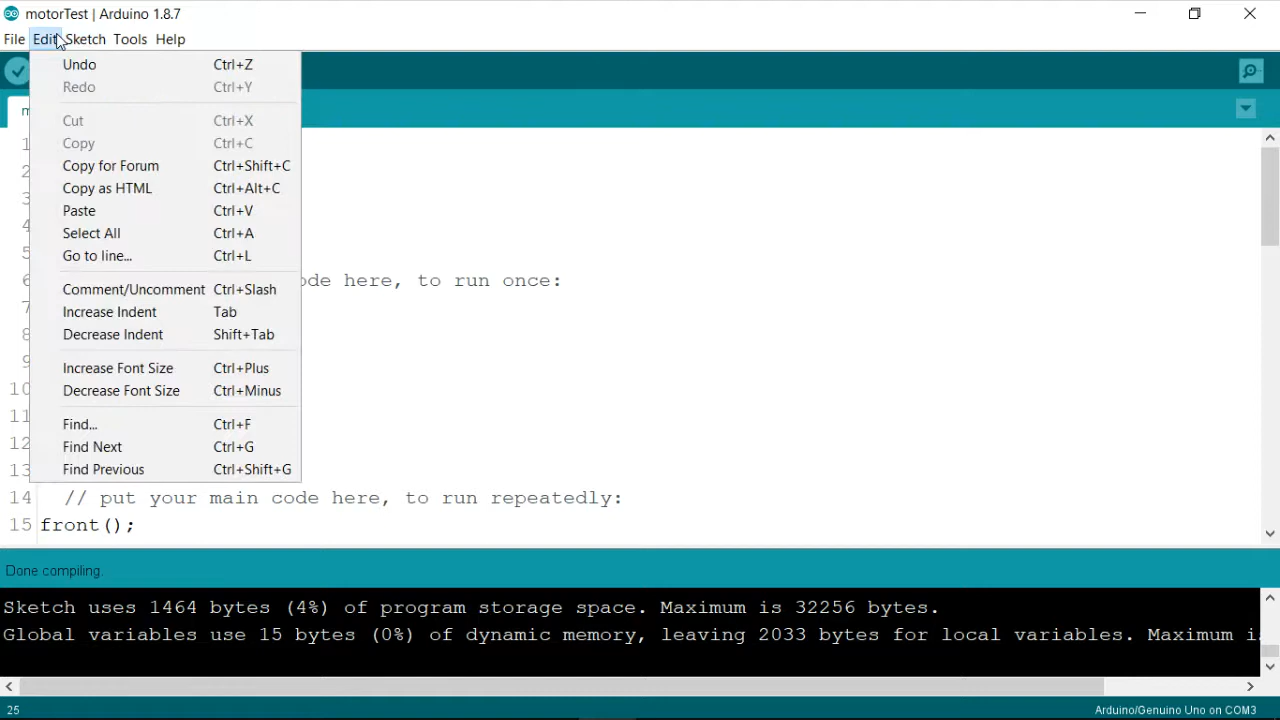 motorTest | Arduino 1.8.7
File Edit Sketch Tools Help
Undo Ctrl+Z
Redo Ctrl+Y
Cut Ctrl+X
Copy Ctrl+C
Copy for Forum Ctrl+Shift+C
Copy as HTML Ctrl+Alt+C
Paste Ctrl+V
Select All Ctrl+A
Go to line... Ctrl+L
Comment/Uncomment Ctrl+Slash
Increase Indent Tab
Decrease Indent Shift+Tab
Increase Font Size Ctrl+Plus
Decrease Font Size Ctrl+Minus
Find... Ctrl+F
Find Next Ctrl+G
Find Previous Ctrl+Shift+G
m
1
2
3
4
5
6 ode here, to run once:
7
8
9
10
11
12
13
14 // put your main code here, to run repeatedly:
15 front();
Done compiling.
Sketch uses 1464 bytes (4%) of program storage space. Maximum is 32256 bytes.
Global variables use 15 bytes (0%) of dynamic memory, leaving 2033 bytes for local variables. Maximum i
25
Arduino/Genuino Uno on COM3